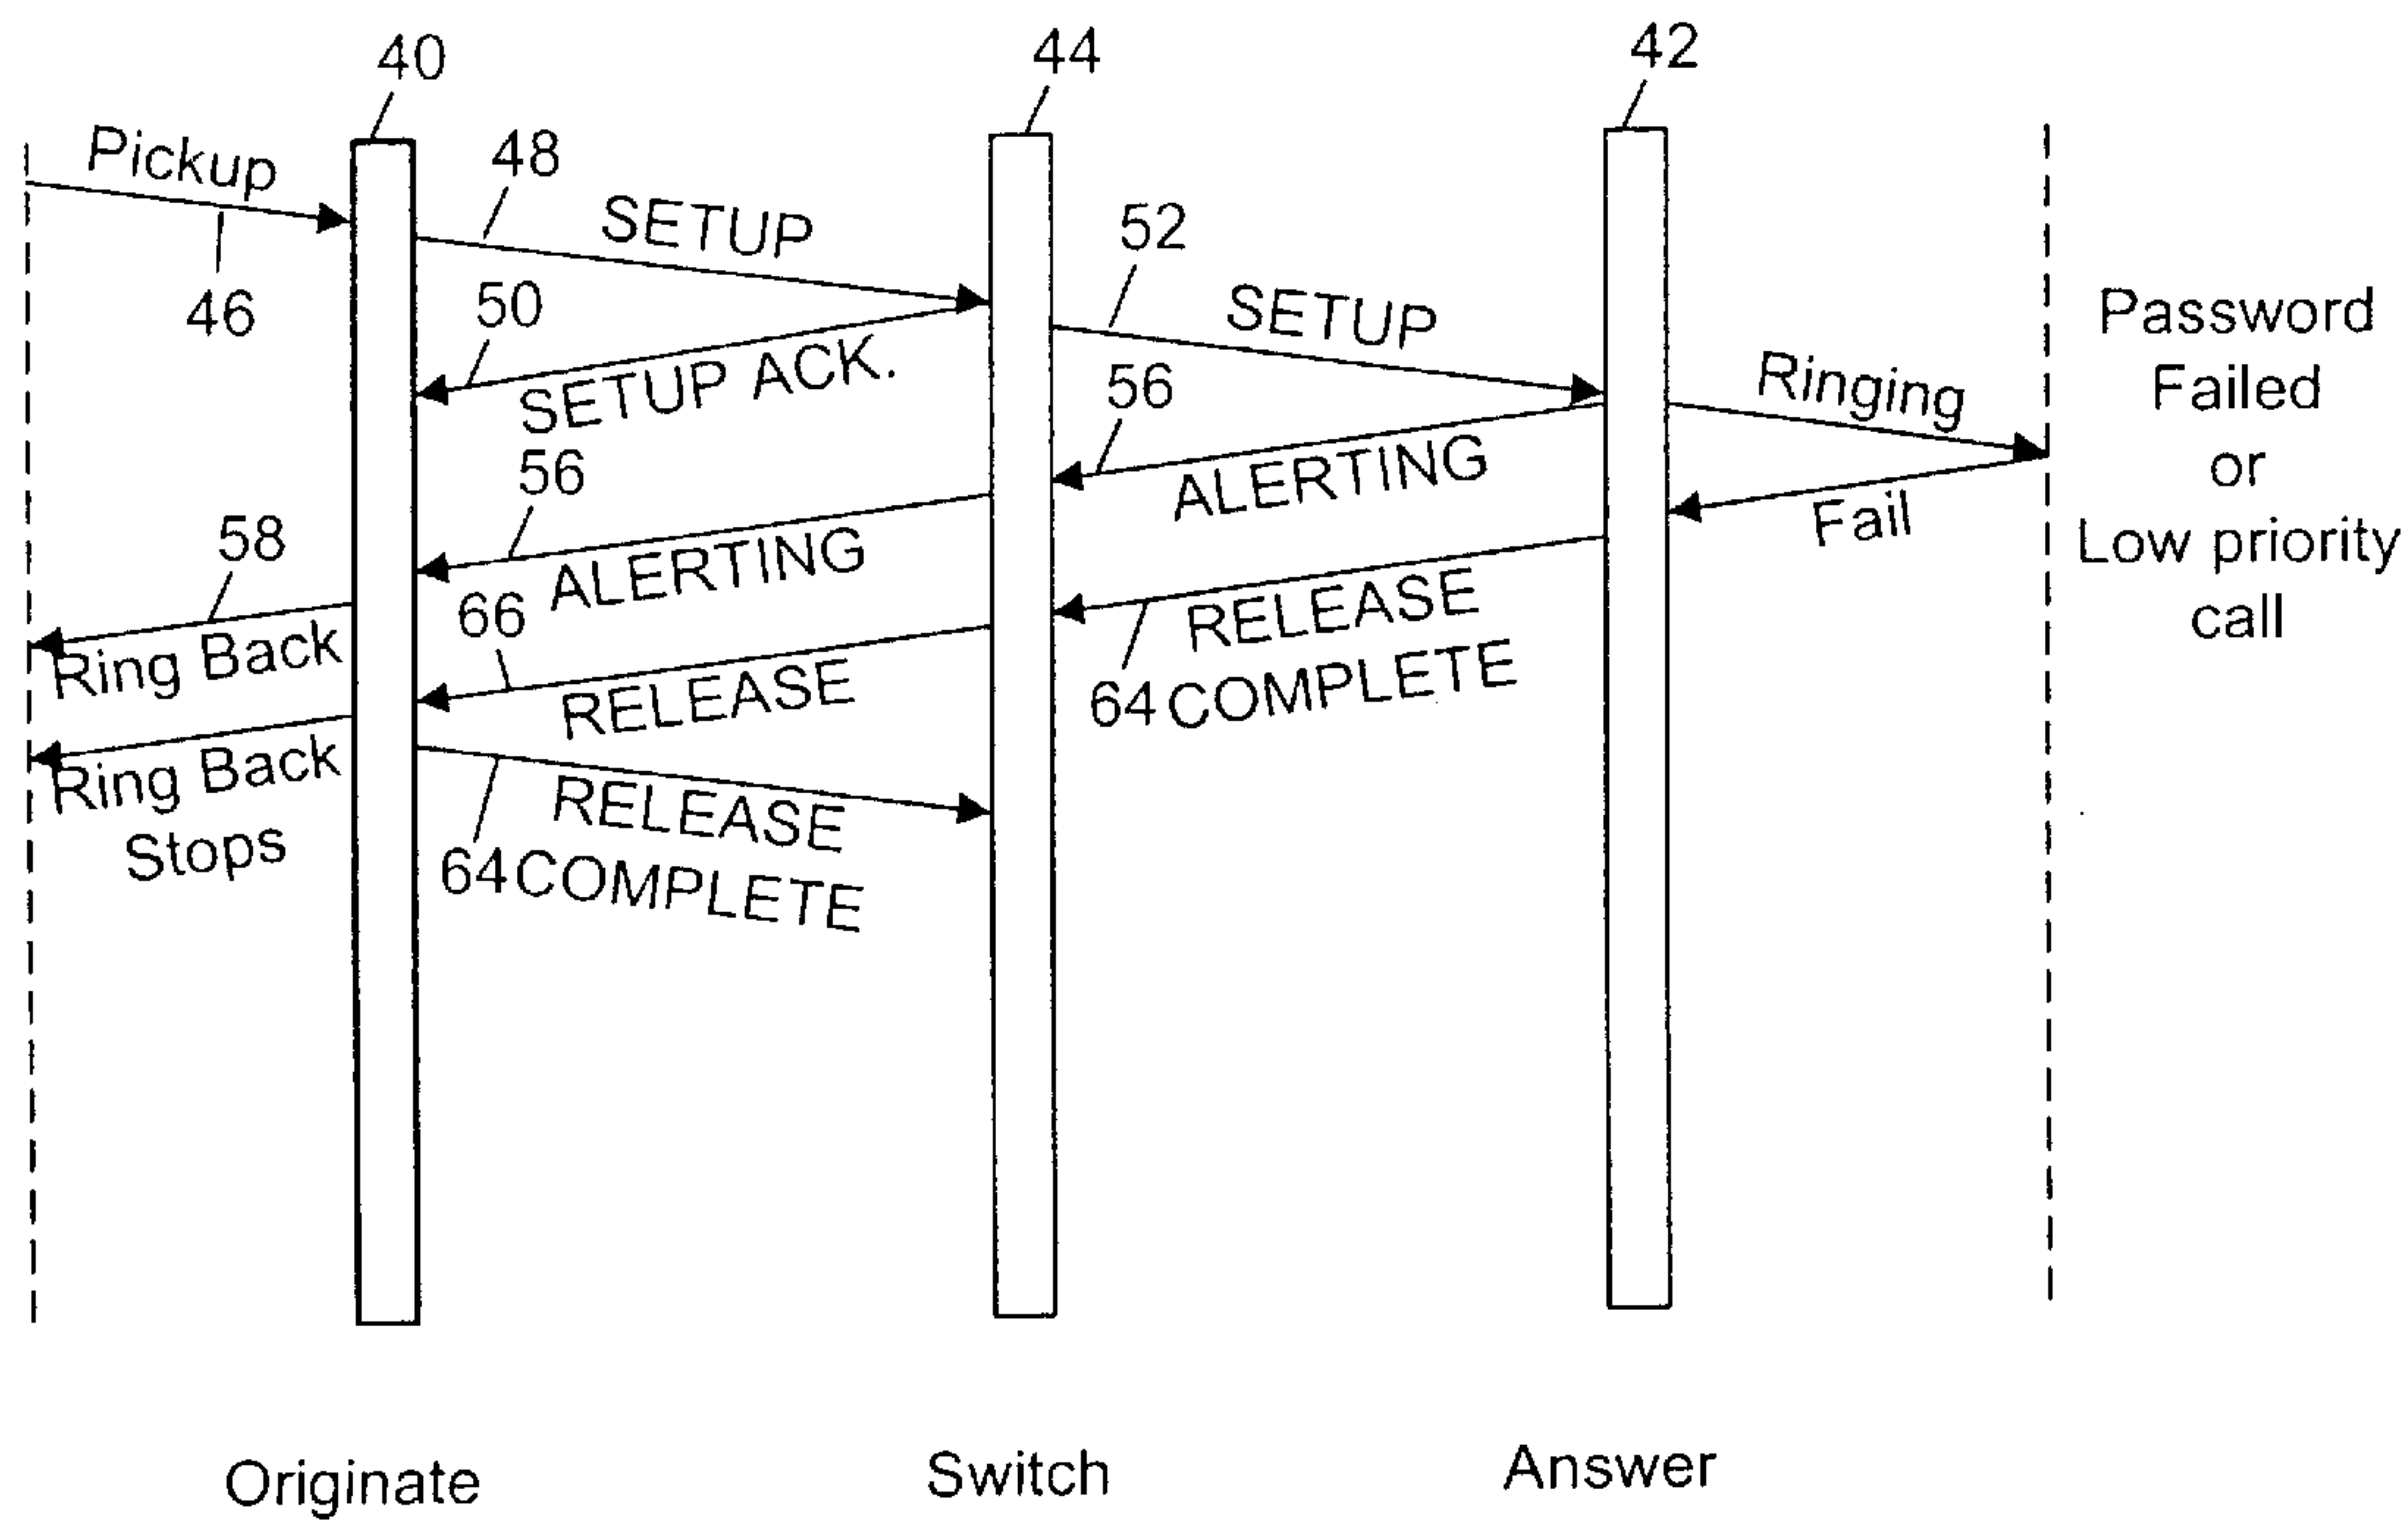 40
44
42
Pickup
48
SETUP
46
50
SETUP ACK.
52
SETUP
56
Ringing
ALERTING
Fail
Password
Failed
or
Low priority
call
56
ALERTING
58
Ring Back
66
RELEASE
RELEASE
64 COMPLETE
Ring Back
Stops
RELEASE
64 COMPLETE
Originate
Switch
Answer